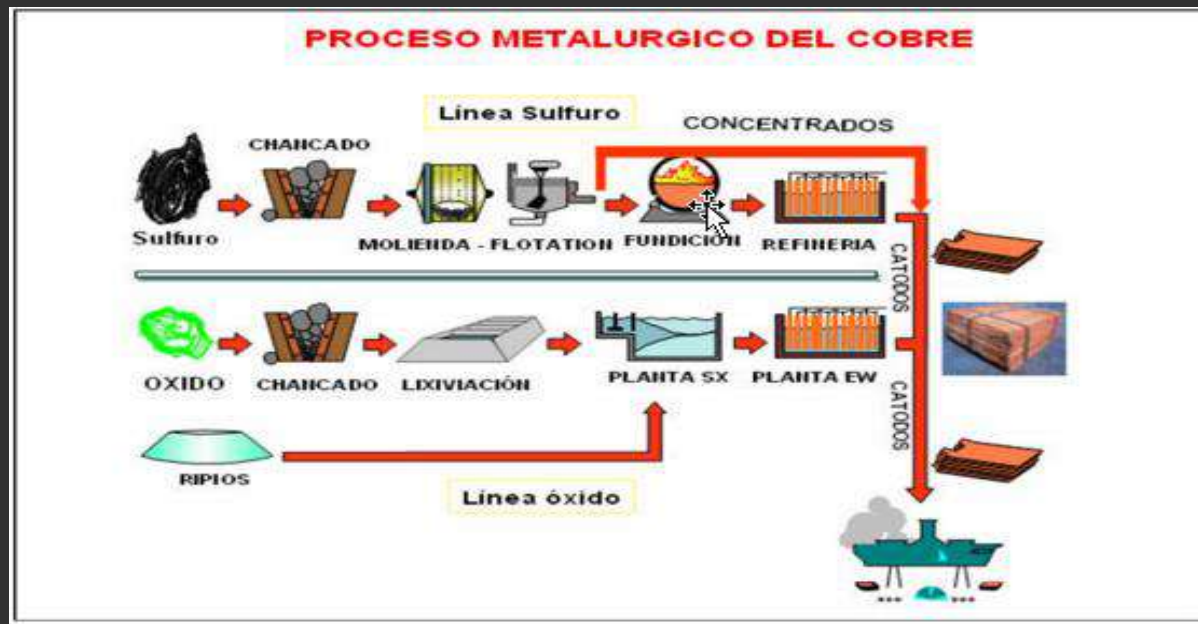 PROCESO METALURGICO DEL COBRE
Línea Sulfuro
CONCENTRADOS
CHANCADO
Sulfuro
MOLIENDA - FLOTATION
FUNDICIÓN
REFINERIA
CATODOS
OXIDO
CHANCADO
LIXIVIACIÓN
PLANTA SX
PLANTA EW
CATODOS
RIPIOS
Línea óxido